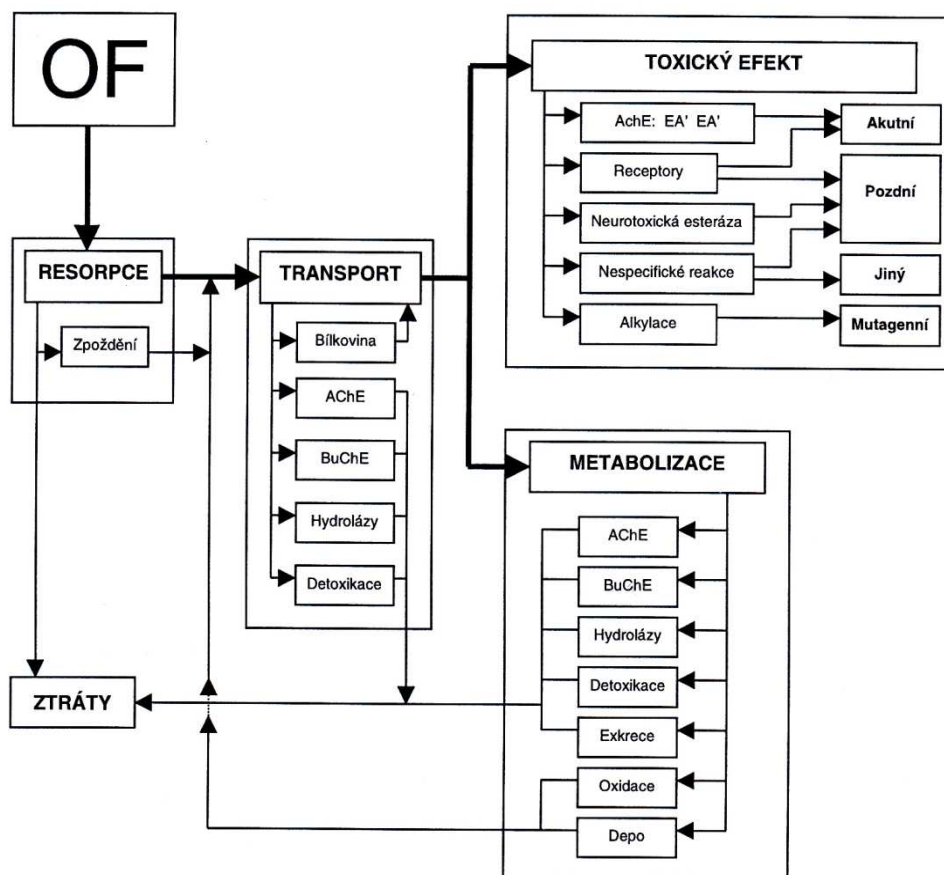 OF
RESORPCE
Zpoždění
ZTRÁTY
TRANSPORT
Bílkovina
AChE
BuChE
Hydrolázy
Detoxikace
TOXICKÝ EFEKT
AchE: EA' EA'
Receptory
Neurotoxická esteráza
Nespecifické reakce
Alkylace
Akutní
Pozdní
Jiný
Mutagenní
METABOLIZACE
AChE
BuChE
Hydrolázy
Detoxikace
Exkrece
Oxidace
Depo